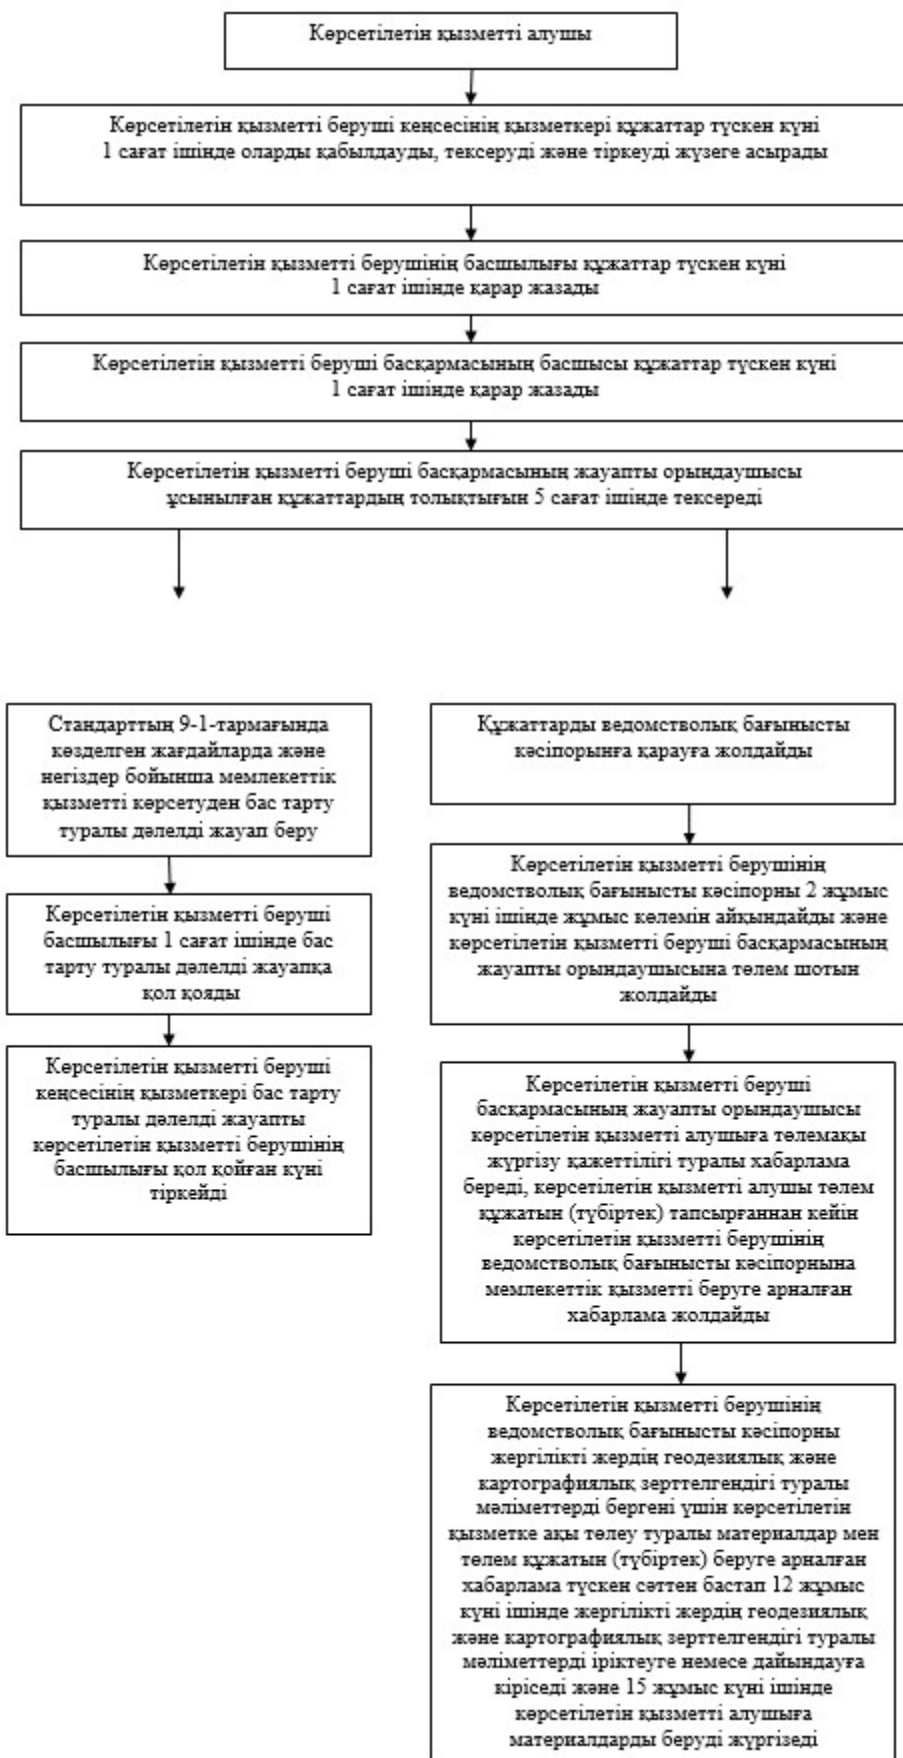 Көрсетілетін қызметті алушы
Көрсетілетін қызметті беруші кеңсесінің қызметкері құжаттар түскен күні
1 сағат ішінде оларды қабылдауды, тексеруді және тіркеуді жүзеге асырады
Көрсетілетін қызметті берушінің басшылығы құжаттар түскен күні
1 сағат ішінде қарар жазады
Көрсетілетін қызметті беруші басқармасының басшысы құжаттар түскен күні
1 сағат ішінде қарар жазады
Көрсетілетін қызметті беруші басқармасының жауапты орындаушысы
ұсынылған құжаттардың толықтығын 5 сағат ішінде тексереді
Стандарттың 9-1-тармағында
көзделген жағдайларда және
негіздер бойынша мемлекеттік
қызметті көрсетуден бас тарту
туралы дәлелді жауап беру
Көрсетілетін қызметті беруші
басшылығы 1 сағат ішінде бас
тарту туралы дәлелді жауапқа
қол қояды
Көрсетілетін қызметті беруші
кеңсесінің қызметкері бас тарту
туралы дәлелді жауапты
көрсетілетін қызметті берушінің
басшылығы қол қойған күні
тіркейді
Құжаттарды ведомстволық бағынысты
кәсіпорынға қарауға жолдайды
Көрсетілетін қызметті берушінің
ведомстволық бағынысты кәсіпорны 2 жұмыс
күні ішінде жұмыс көлемін айқындайды және
көрсетілетін қызметті беруші басқармасының
жауапты орындаушысына төлем шотын
жолдайды
Көрсетілетін қызметті беруші
басқармасының жауапты орындаушысы
көрсетілетін қызметті алушыға төлемақы
жүргізу қажеттілігі туралы хабарлама
береді, көрсетілетін қызметті алушы төлем
құжатын (түбіртек) тапсырғаннан кейін
көрсетілетін қызметті берушінің
ведомстволық бағынысты кәсіпорнына
мемлекеттік қызметті беруге арналған
хабарлама жолдайды
Көрсетілетін қызметті берушінің
ведомстволық бағынысты кәсіпорны
жергілікті жердің геодезиялық және
картографиялық зерттелгендігі туралы
мәліметтерді бергені үшін көрсетілетін
қызметке ақы төлеу туралы материалдар мен
төлем құжатын (түбіртек) беруге арналған
хабарлама түскен сәттен бастап 12 жұмыс
күні ішінде жергілікті жердің геодезиялық
және картографиялық зерттелгендігі туралы
мәліметтерді іріктеуге немесе дайындауға
кіріседі және 15 жұмыс күні ішінде
көрсетілетін қызметті алушыға
материалдарды беруді жүргізеді